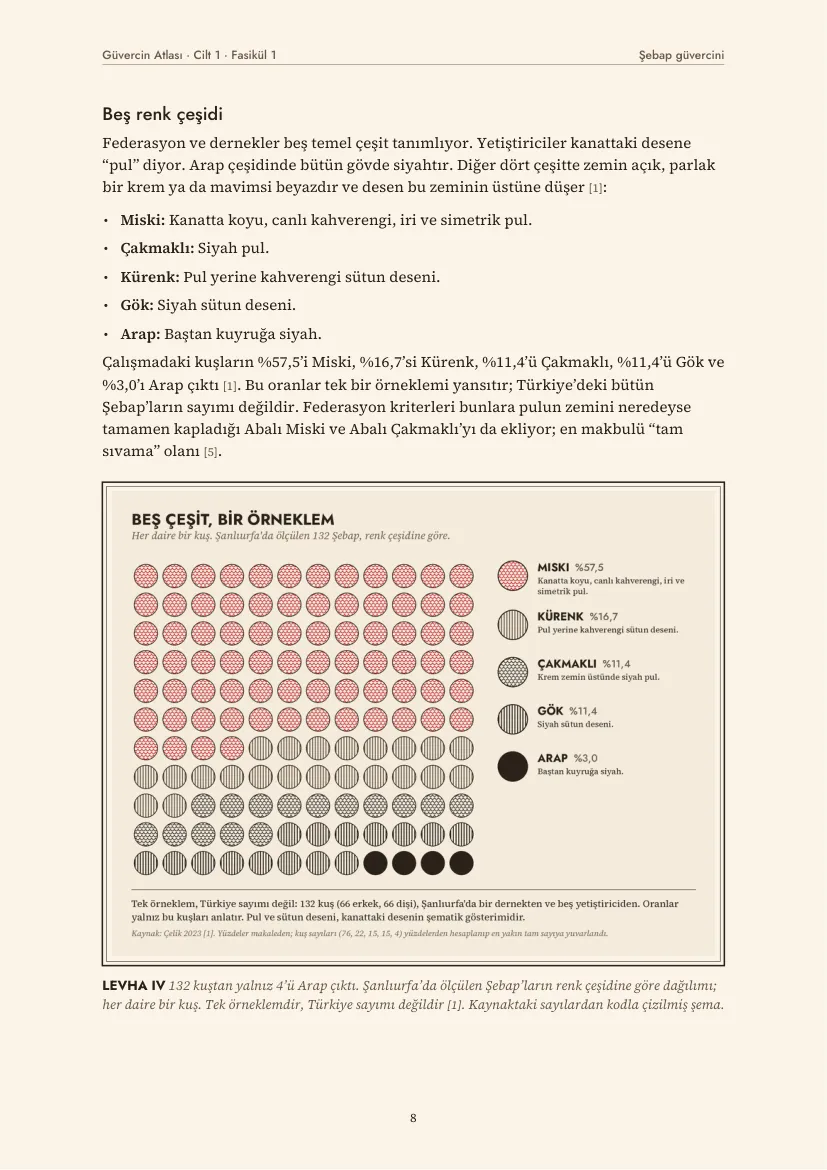 Güvercin Atlası · Cilt 1 · Fasikül 1
Şebap güvercini
Beş renk çeşidi
Federasyon ve dernekler beş temel çeşit tanımlıyor. Yetiştiriciler kanattaki desene
“pul” diyor. Arap çeşidinde bütün gövde siyahtır. Diğer dört çeşitte zemin açık, parlak
bir krem ya da mavimsi beyazdır ve desen bu zeminin üstüne düşer [1]:
• Miski: Kanatta koyu, canlı kahverengi, iri ve simetrik pul.
• Çakmaklı: Siyah pul.
• Kürenk: Pul yerine kahverengi sütun deseni.
• Gök: Siyah sütun deseni.
• Arap: Baştan kuyruğa siyah.
Çalışmadaki kuşların %57,5’i Miski, %16,7’si Kürenk, %11,4’ü Çakmaklı, %11,4’ü Gök ve
%3,0’ı Arap çıktı [1]. Bu oranlar tek bir örneklemi yansıtır; Türkiye’deki bütün
Şebap’ların sayımı değildir. Federasyon kriterleri bunlara pulun zemini neredeyse
tamamen kapladığı Abalı Miski ve Abalı Çakmaklı’yı da ekliyor; en makbulü “tam
sıvama” olanı [5].
BEŞ ÇEŞİT, BİR ÖRNEKLEM
Her daire bir kuş. Şanlıurfa'da ölçülen 132 Şebap, renk çeşidine göre.
MISKI %57,5
Kanatta koyu, canlı kahverengi, iri ve
simetrik pul.
KÜRENK %16,7
Pul yerine kahverengi sütun deseni.
ÇAKMAKLI %11,4
Krem zemin üstünde siyah pul.
GÖK %11,4
Siyah sütun deseni.
ARAP %3,0
Baştan kuyruğa siyah.
Tek örneklem, Türkiye sayımı değil: 132 kuş (66 erkek, 66 dişi), Şanlıurfa'da bir dernekten ve beş yetiştiriciden. Oranlar
yalnız bu kuşları anlatır. Pul ve sütun deseni, kanattaki desenin şematik gösterimidir.
Kaynak: Çelik 2023 [1]. Yüzdeler makaleden; kuş sayıları (76, 22, 15, 15, 4) yüzdelerden hesaplanıp en yakın tam sayıya yuvarlandı.
LEVHA IV 132 kuştan yalnız 4’ü Arap çıktı. Şanlıurfa’da ölçülen Şebap’ların renk çeşidine göre dağılımı;
her daire bir kuş. Tek örneklemdir, Türkiye sayımı değildir [1]. Kaynaktaki sayılardan kodla çizilmiş şema.
8